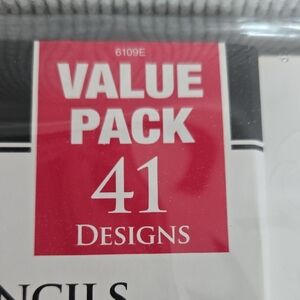 6109E
VALUE
PACK
41
DESIGNS